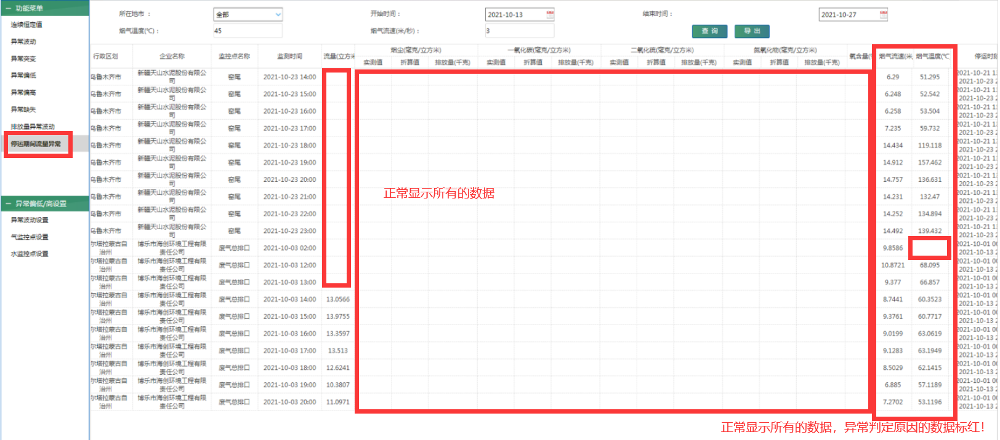 — 功能菜单
连续恒定值
异常波动
异常突变
异常偏低
异常偏高
异常缺失
排放量异常波动
停运期间流量异常
— 异常偏低/高设置
异常波动设置
气监控点设置
水监控点设置
所在地市 ： 全部 开始时间： 2021-10-13 结束时间： 2021-10-27
烟气温度(℃)： 45 烟气流速(米/秒)： 3 查 询 导 出
行政区划 企业名称 监控点名称 监测时间 流量(立方米 烟尘(毫克/立方米) 一氧化碳(毫克/立方米) 二氧化硫(毫克/立方米) 氮氧化物(毫克/立方米) 氧含量(% 烟气流速(米, 烟气温度(℃ 停运时段
实测值 折算值 排放量(千克) 实测值 折算值 排放量(千克) 实测值 折算值 排放量(千克) 实测值 折算值 排放量(千克)
乌鲁木齐市 新疆天山水泥股份有限公司 窑尾 2021-10-23 14:00 6.29 51.295 2021-10-21 1 2021-10-23 2
乌鲁木齐市 新疆天山水泥股份有限公司 窑尾 2021-10-23 15:00 6.248 52.542 2021-10-21 1 2021-10-23 2
乌鲁木齐市 新疆天山水泥股份有限公司 窑尾 2021-10-23 16:00 6.258 53.504 2021-10-21 1 2021-10-23 2
乌鲁木齐市 新疆天山水泥股份有限公司 窑尾 2021-10-23 17:00 7.235 59.732 2021-10-21 1 2021-10-23 2
乌鲁木齐市 新疆天山水泥股份有限公司 窑尾 2021-10-23 18:00 14.434 119.118 2021-10-21 1 2021-10-23 2
乌鲁木齐市 新疆天山水泥股份有限公司 窑尾 2021-10-23 19:00 14.912 157.462 2021-10-21 1 2021-10-23 2
乌鲁木齐市 新疆天山水泥股份有限公司 窑尾 2021-10-23 20:00 14.757 136.631 2021-10-21 1 2021-10-23 2
乌鲁木齐市 新疆天山水泥股份有限公司 窑尾 2021-10-23 21:00 14.231 132.47 2021-10-21 1 2021-10-23 2
乌鲁木齐市 新疆天山水泥股份有限公司 窑尾 2021-10-23 22:00 14.252 134.894 2021-10-21 1 2021-10-23 2
乌鲁木齐市 新疆天山水泥股份有限公司 窑尾 2021-10-23 23:00 14.492 139.432 2021-10-21 1 2021-10-23 2
尔塔拉蒙古自治州 博乐市海创环境工程有限责任公司 废气总排口 2021-10-03 02:00 9.8586 2021-10-01 0 2021-10-13 2
尔塔拉蒙古自治州 博乐市海创环境工程有限责任公司 废气总排口 2021-10-03 12:00 10.8721 68.095 2021-10-01 0 2021-10-13 2
尔塔拉蒙古自治州 博乐市海创环境工程有限责任公司 废气总排口 2021-10-03 13:00 9.377 66.857 2021-10-01 0 2021-10-13 2
尔塔拉蒙古自治州 博乐市海创环境工程有限责任公司 废气总排口 2021-10-03 14:00 13.0566 8.7441 60.3523 2021-10-01 0 2021-10-13 2
尔塔拉蒙古自治州 博乐市海创环境工程有限责任公司 废气总排口 2021-10-03 15:00 13.9755 9.3761 60.7717 2021-10-01 0 2021-10-13 2
尔塔拉蒙古自治州 博乐市海创环境工程有限责任公司 废气总排口 2021-10-03 16:00 13.3597 9.0199 63.0619 2021-10-01 0 2021-10-13 2
尔塔拉蒙古自治州 博乐市海创环境工程有限责任公司 废气总排口 2021-10-03 17:00 13.513 9.1283 63.1949 2021-10-01 0 2021-10-13 2
尔塔拉蒙古自治州 博乐市海创环境工程有限责任公司 废气总排口 2021-10-03 18:00 12.6241 8.5029 62.1415 2021-10-01 0 2021-10-13 2
尔塔拉蒙古自治州 博乐市海创环境工程有限责任公司 废气总排口 2021-10-03 19:00 10.3807 6.885 57.1189 2021-10-01 0 2021-10-13 2
尔塔拉蒙古自治州 博乐市海创环境工程有限责任公司 废气总排口 2021-10-03 20:00 11.0971 7.2702 53.1196 2021-10-01 0 2021-10-13 2
正常显示所有的数据
正常显示所有的数据，异常判定原因的数据标红！